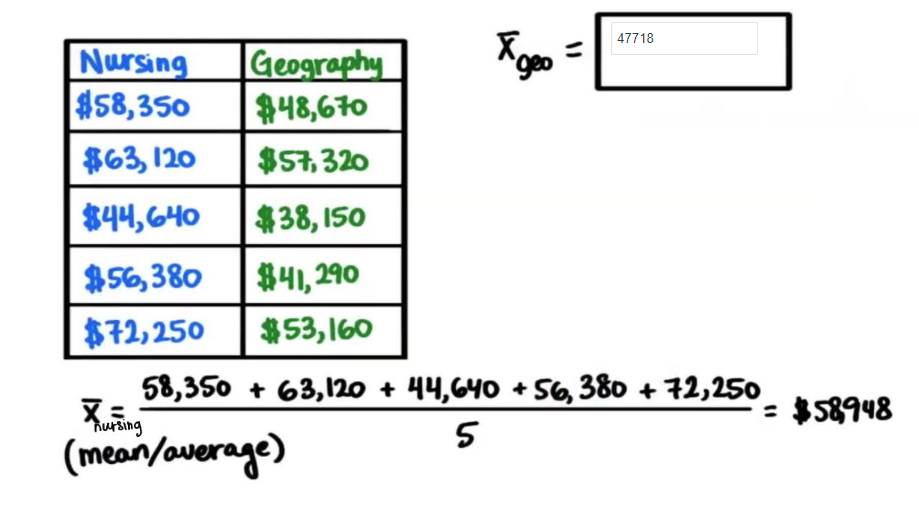 Nursing Geography
$58,350 $48,670
$63,120 $57,320
$44,640 $38,150
$56,380 $41,290
$72,250 $53,160
x̄geo = 47718
x̄nursing = 58,350 + 63,120 + 44,640 + 56,380 + 72,250 / 5 = $58,948
(mean/average)